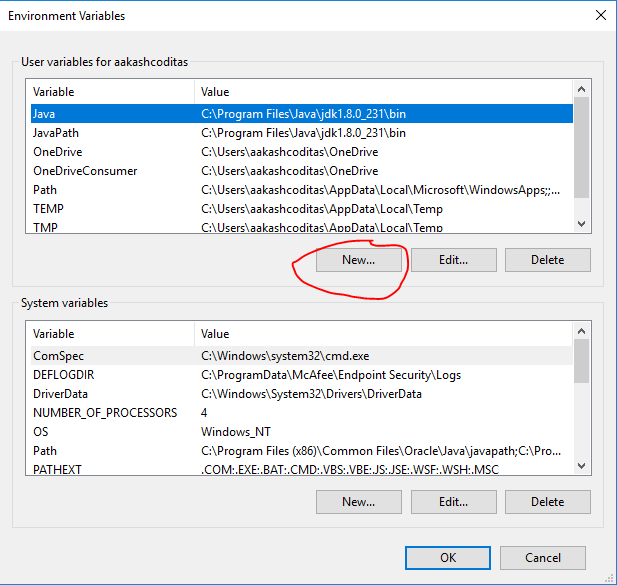 Environment Variables
User variables for aakashcoditas
Variable Value
Java C:\Program Files\Java\jdk1.8.0_231\bin
JavaPath C:\Program Files\Java\jdk1.8.0_231\bin
OneDrive C:\Users\aakashcoditas\OneDrive
OneDriveConsumer C:\Users\aakashcoditas\OneDrive
Path C:\Users\aakashcoditas\AppData\Local\Microsoft\WindowsApps;;...
TEMP C:\Users\aakashcoditas\AppData\Local\Temp
TMP C:\Users\aakashcoditas\AppData\Local\Temp
New... Edit... Delete
System variables
Variable Value
ComSpec C:\Windows\system32\cmd.exe
DEFLOGDIR C:\ProgramData\McAfee\Endpoint Security\Logs
DriverData C:\Windows\System32\Drivers\DriverData
NUMBER_OF_PROCESSORS 4
OS Windows_NT
Path C:\Program Files (x86)\Common Files\Oracle\Java\javapath;C:\Pro...
PATHEXT .COM;.EXE;.BAT;.CMD;.VBS;.VBE;.JS;.JSE;.WSF;.WSH;.MSC
New... Edit... Delete
OK Cancel